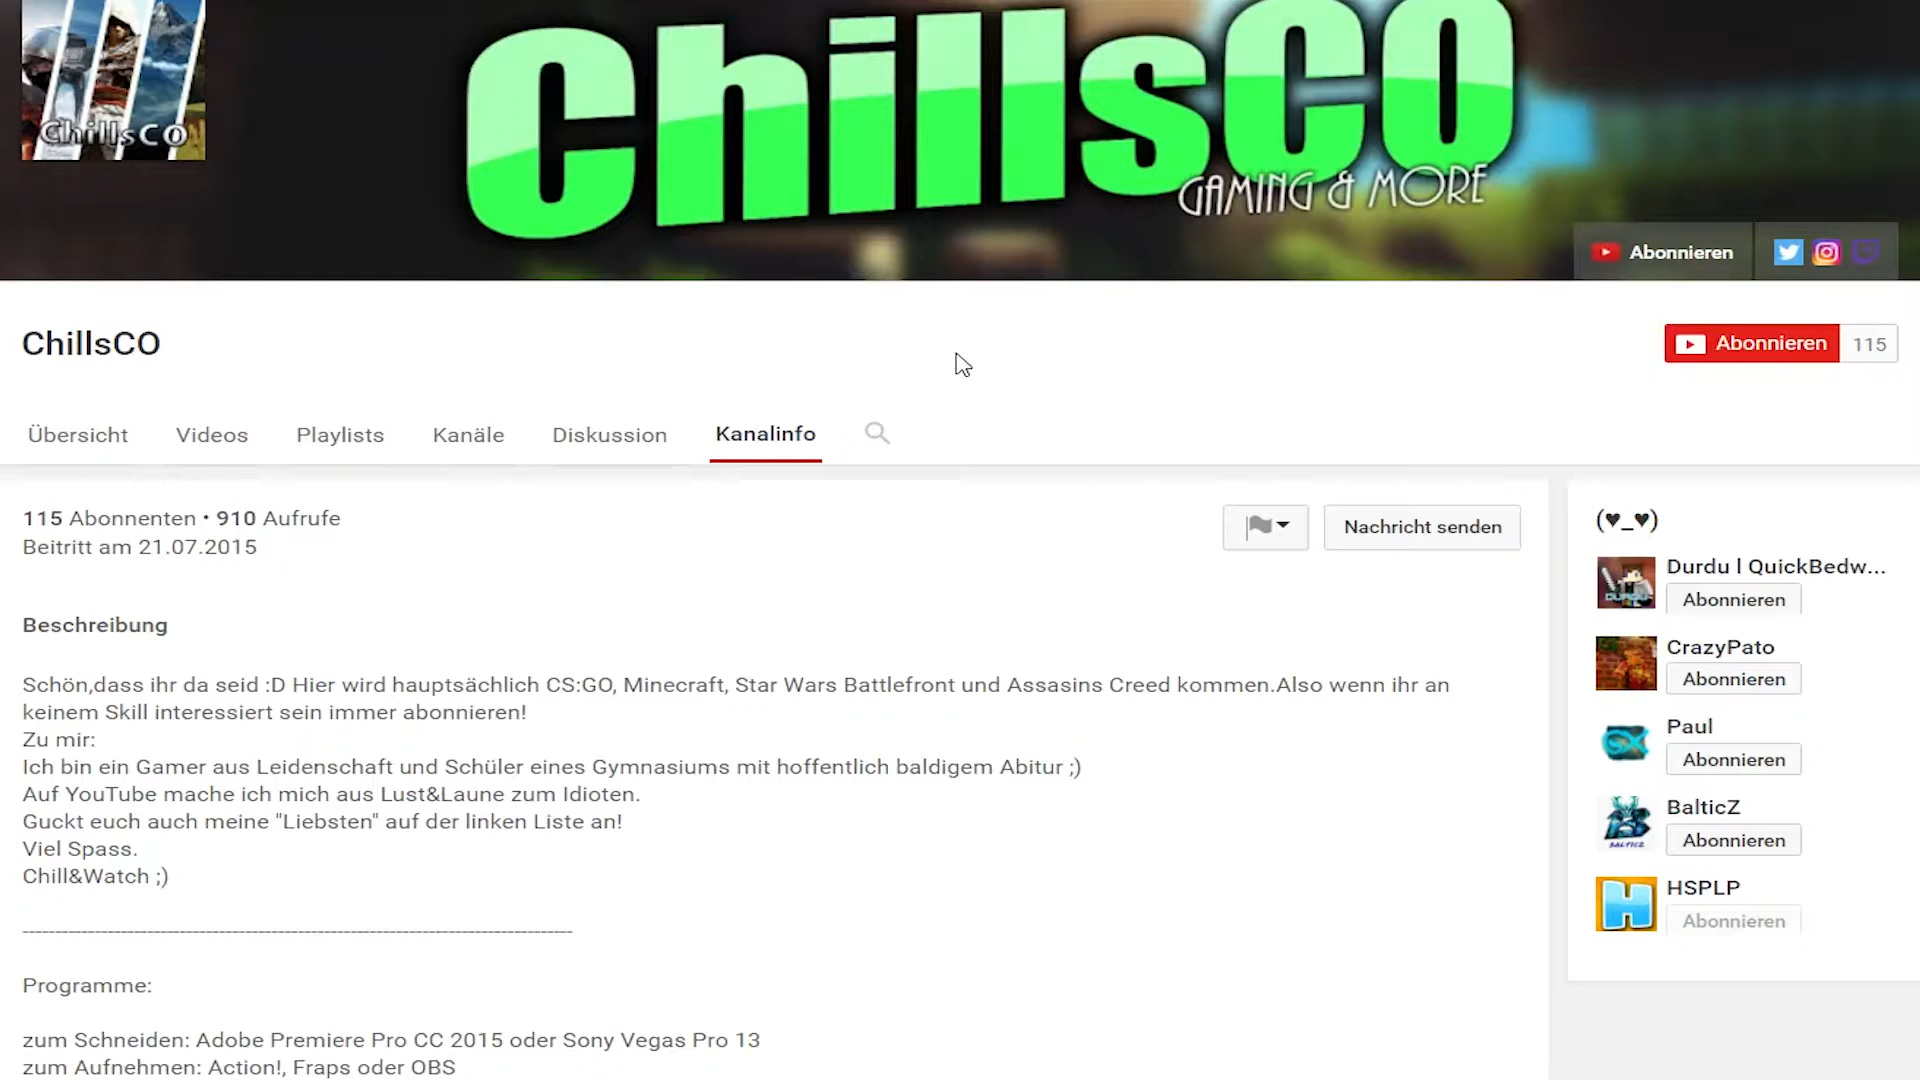 ChillsCO
ChillsCO
GAMING & MORE
Abonnieren
ChillsCO
Abonnieren 115
Übersicht Videos Playlists Kanäle Diskussion Kanalinfo
115 Abonnenten • 910 Aufrufe
Beitritt am 21.07.2015
Nachricht senden
Beschreibung
Schön,dass ihr da seid :D Hier wird hauptsächlich CS:GO, Minecraft, Star Wars Battlefront und Assasins Creed kommen.Also wenn ihr an
keinem Skill interessiert sein immer abonnieren!
Zu mir:
Ich bin ein Gamer aus Leidenschaft und Schüler eines Gymnasiums mit hoffentlich baldigem Abitur ;)
Auf YouTube mache ich mich aus Lust&Laune zum Idioten.
Guckt euch auch meine "Liebsten" auf der linken Liste an!
Viel Spass.
Chill&Watch ;)
------------------------------------------------------------------------------------
Programme:
zum Schneiden: Adobe Premiere Pro CC 2015 oder Sony Vegas Pro 13
zum Aufnehmen: Action!, Fraps oder OBS
(♥_♥)
Durdu l QuickBedw...
Abonnieren
CrazyPato
Abonnieren
Paul
Abonnieren
BalticZ
Abonnieren
BALTICZ
HSPLP
Abonnieren